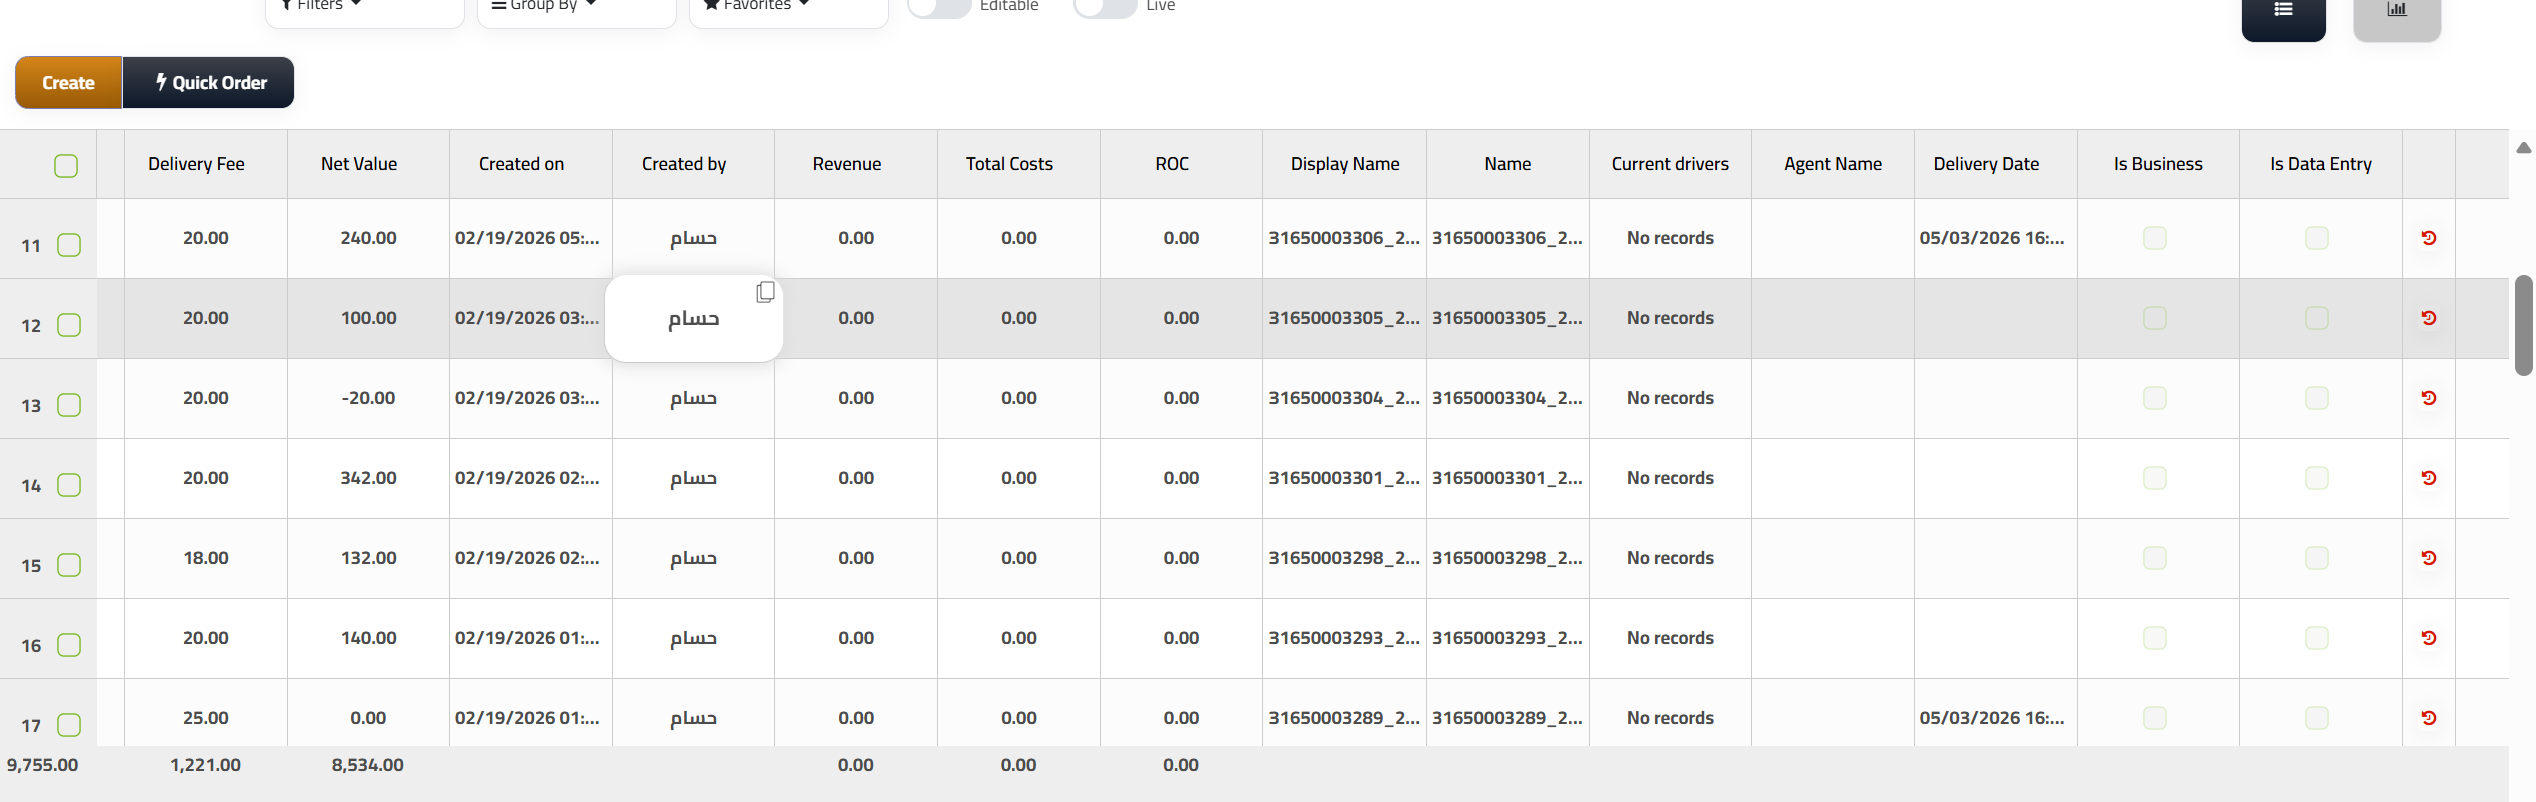 Filters Group By Favorites Editable Live
Create Quick Order
Delivery Fee Net Value Created on Created by Revenue Total Costs ROC Display Name Name Current drivers Agent Name Delivery Date Is Business Is Data Entry
11 20.00 240.00 02/19/2026 05:... حسام 0.00 0.00 0.00 31650003306_2... 31650003306_2... No records 05/03/2026 16:...
12 20.00 100.00 02/19/2026 03:... حسام 0.00 0.00 0.00 31650003305_2... 31650003305_2... No records
13 20.00 -20.00 02/19/2026 03:... حسام 0.00 0.00 0.00 31650003304_2... 31650003304_2... No records
14 20.00 342.00 02/19/2026 02:... حسام 0.00 0.00 0.00 31650003301_2... 31650003301_2... No records
15 18.00 132.00 02/19/2026 02:... حسام 0.00 0.00 0.00 31650003298_2... 31650003298_2... No records
16 20.00 140.00 02/19/2026 01:... حسام 0.00 0.00 0.00 31650003293_2... 31650003293_2... No records
17 25.00 0.00 02/19/2026 01:... حسام 0.00 0.00 0.00 31650003289_2... 31650003289_2... No records 05/03/2026 16:...
9,755.00 1,221.00 8,534.00 0.00 0.00 0.00